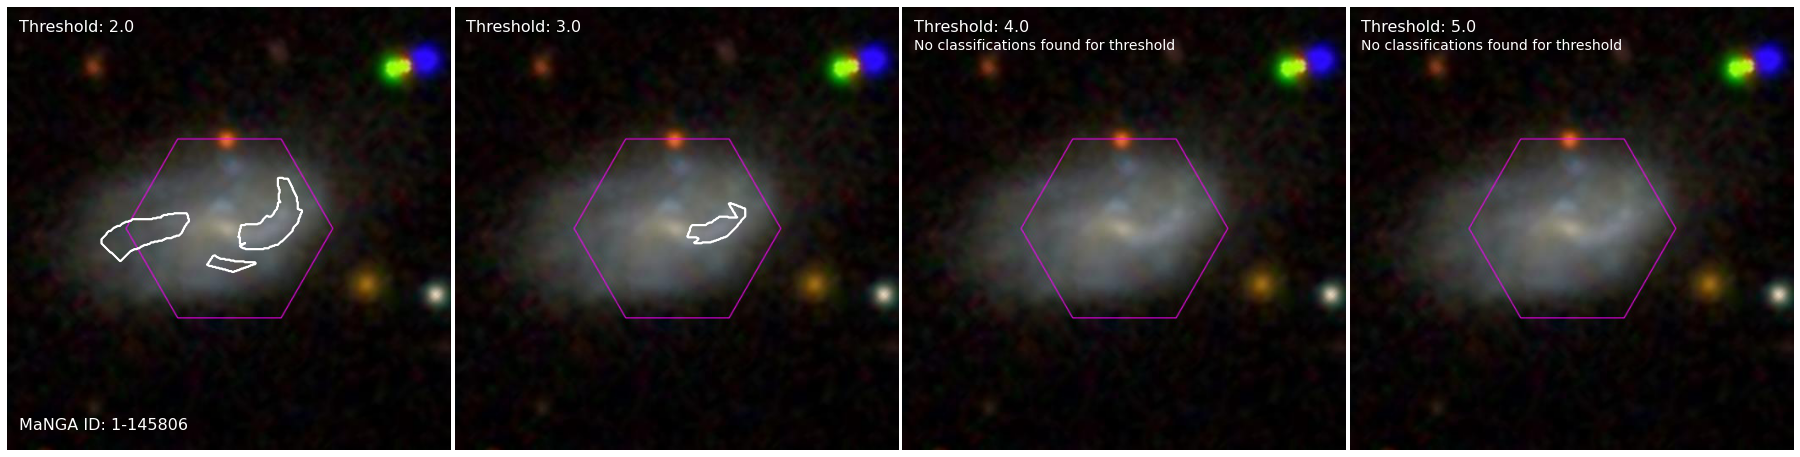 Threshold: 2.0
MaNGA ID: 1-145806
Threshold: 3.0
Threshold: 4.0
No classifications found for threshold
Threshold: 5.0
No classifications found for threshold